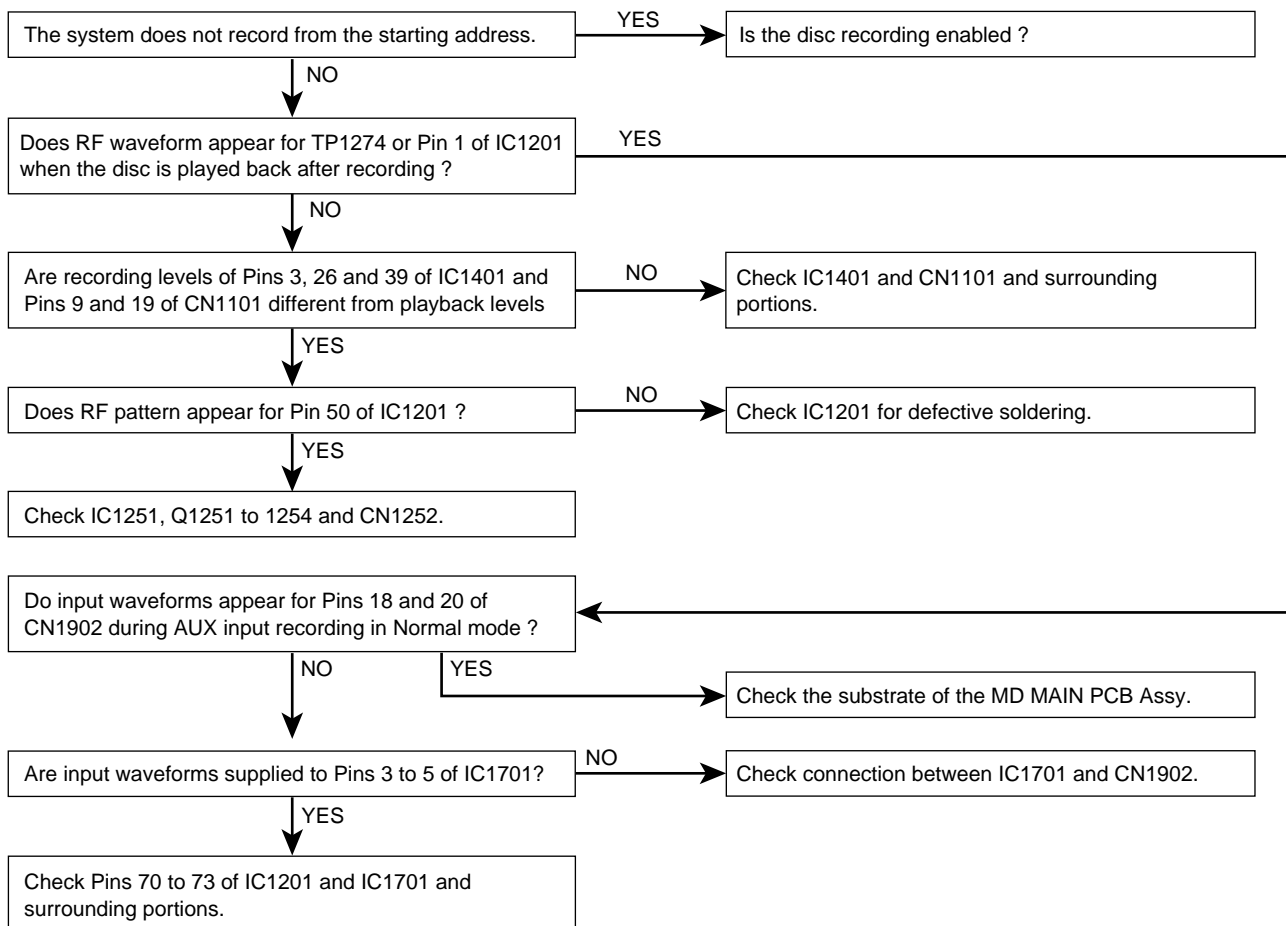 The system does not record from the starting address.
YES
Is the disc recording enabled ?
NO
Does RF waveform appear for TP1274 or Pin 1 of IC1201
when the disc is played back after recording ?
YES
NO
Are recording levels of Pins 3, 26 and 39 of IC1401 and
Pins 9 and 19 of CN1101 different from playback levels
NO
Check IC1401 and CN1101 and surrounding
portions.
YES
Does RF pattern appear for Pin 50 of IC1201 ?
NO
Check IC1201 for defective soldering.
YES
Check IC1251, Q1251 to 1254 and CN1252.
Do input waveforms appear for Pins 18 and 20 of
CN1902 during AUX input recording in Normal mode ?
NO
YES
Check the substrate of the MD MAIN PCB Assy.
Are input waveforms supplied to Pins 3 to 5 of IC1701?
NO
Check connection between IC1701 and CN1902.
YES
Check Pins 70 to 73 of IC1201 and IC1701 and
surrounding portions.